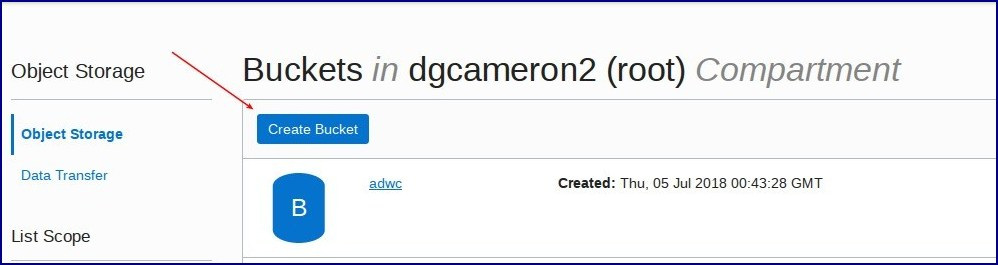 Object Storage
Buckets in dgcameron2 (root) Compartment
Object Storage
Data Transfer
List Scope
Create Bucket
B
adwc
Created: Thu, 05 Jul 2018 00:43:28 GMT